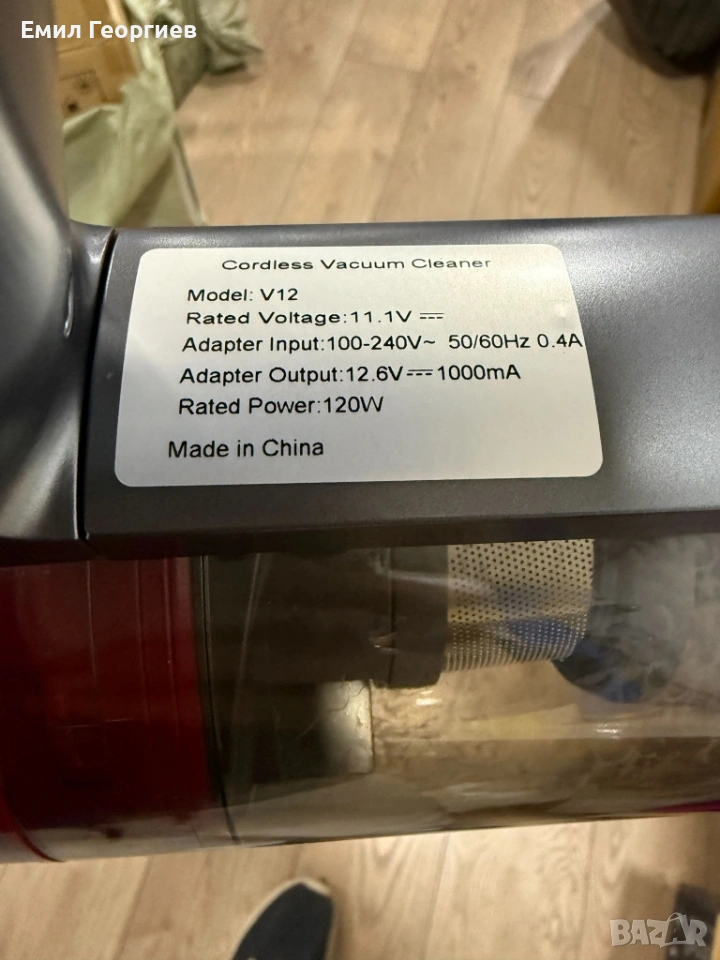 Емил Георгиев
Cordless Vacuum Cleaner
Model: V12
Rated Voltage:11.1V ⎓
Adapter Input:100-240V~ 50/60Hz 0.4A
Adapter Output:12.6V⎓1000mA
Rated Power:120W
Made in China
BAZAR